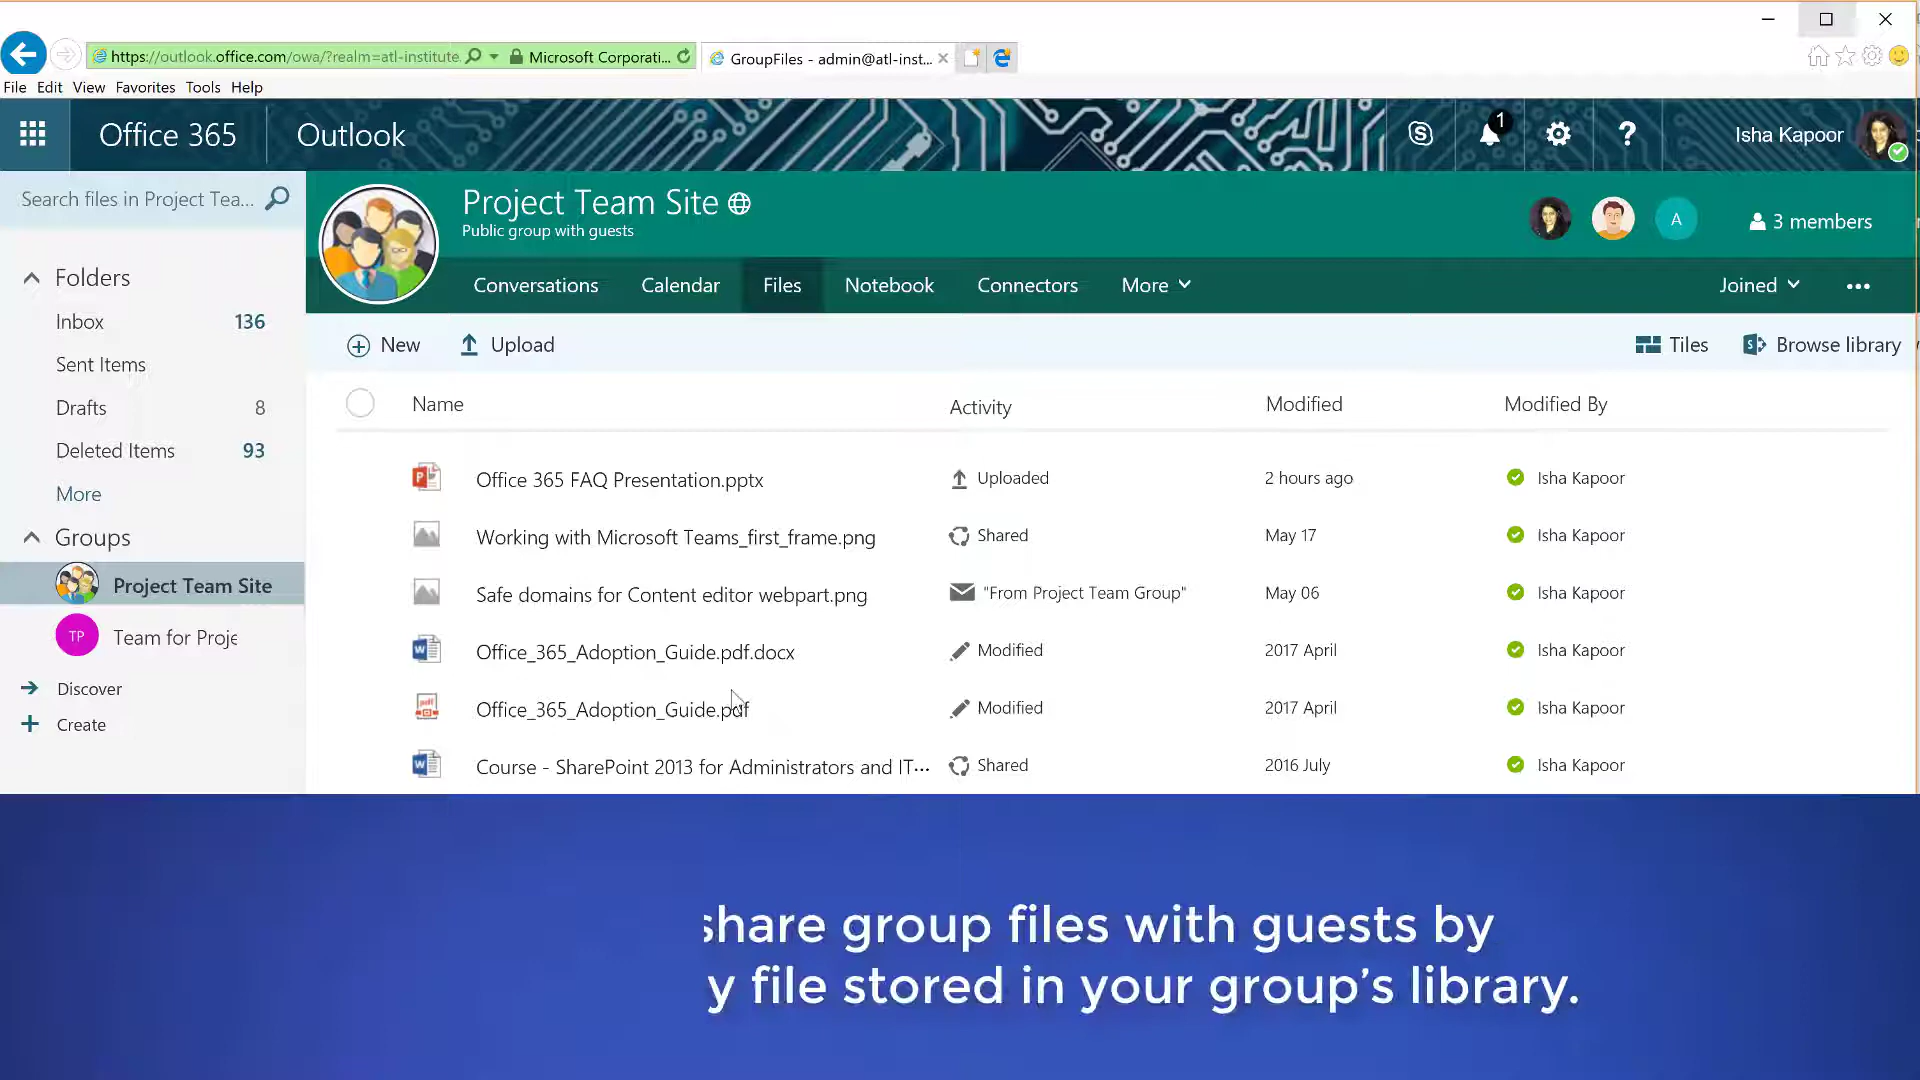 https://outlook.office.com/owa/?realm=atl-institute. Microsoft Corporati... GroupFiles - admin@atl-inst...
File Edit View Favorites Tools Help
Office 365 Outlook 1 Isha Kapoor
Search files in Project Tea...
Project Team Site
Public group with guests
A 3 members
Conversations Calendar Files Notebook Connectors More Joined
New Upload Tiles Browse library
Folders
Inbox 136
Sent Items
Drafts 8
Deleted Items 93
More
Groups
Project Team Site
TP Team for Proje
Discover
Create
Name Activity Modified Modified By
Office 365 FAQ Presentation.pptx Uploaded 2 hours ago Isha Kapoor
Working with Microsoft Teams_first_frame.png Shared May 17 Isha Kapoor
Safe domains for Content editor webpart.png "From Project Team Group" May 06 Isha Kapoor
Office_365_Adoption_Guide.pdf.docx Modified 2017 April Isha Kapoor
Office_365_Adoption_Guide.pdf Modified 2017 April Isha Kapoor
Course - SharePoint 2013 for Administrators and IT... Shared 2016 July Isha Kapoor
share group files with guests by
y file stored in your group's library.